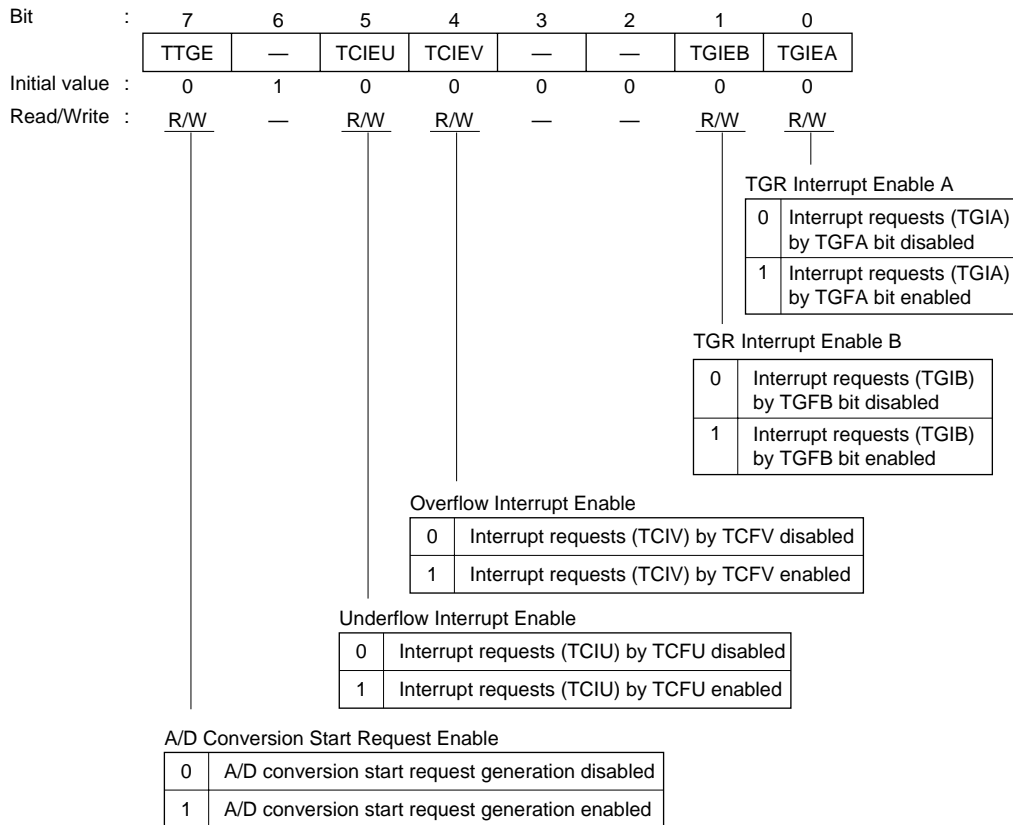 Bit : 7 6 5 4 3 2 1 0
TTGE — TCIEU TCIEV — — TGIEB TGIEA
Initial value : 0 1 0 0 0 0 0 0
Read/Write : R/W — R/W R/W — — R/W R/W
TGR Interrupt Enable A
0 Interrupt requests (TGIA)
by TGFA bit disabled
1 Interrupt requests (TGIA)
by TGFA bit enabled
TGR Interrupt Enable B
0 Interrupt requests (TGIB)
by TGFB bit disabled
1 Interrupt requests (TGIB)
by TGFB bit enabled
Overflow Interrupt Enable
0 Interrupt requests (TCIV) by TCFV disabled
1 Interrupt requests (TCIV) by TCFV enabled
Underflow Interrupt Enable
0 Interrupt requests (TCIU) by TCFU disabled
1 Interrupt requests (TCIU) by TCFU enabled
A/D Conversion Start Request Enable
0 A/D conversion start request generation disabled
1 A/D conversion start request generation enabled